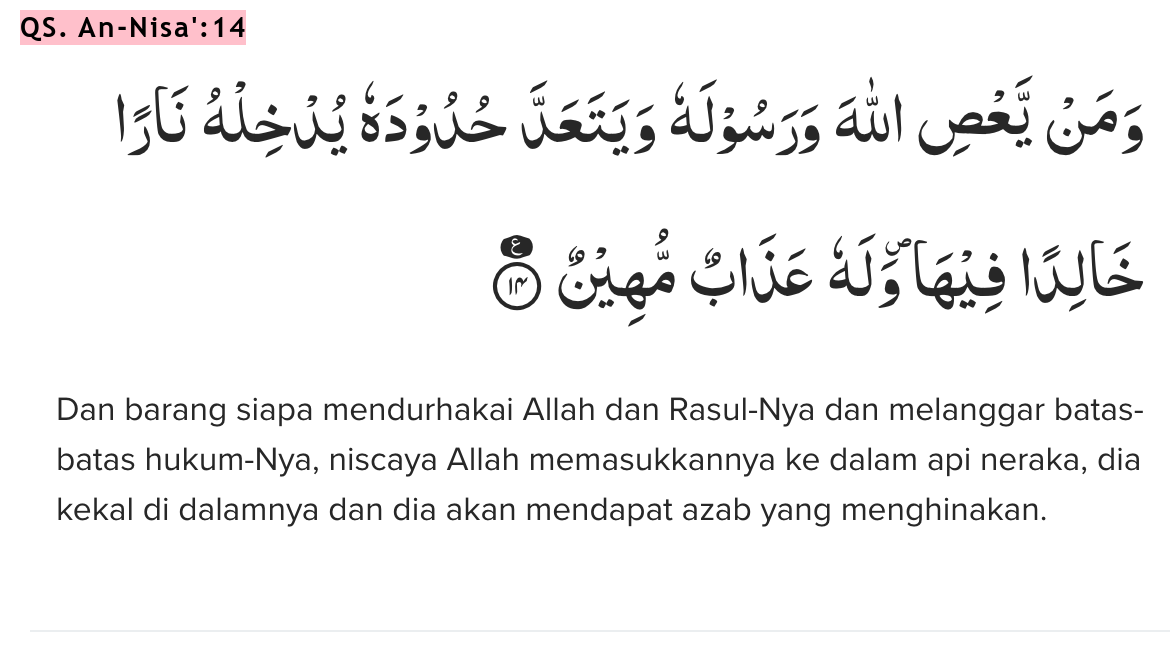 QS. An-Nisa':14
وَمَنْ يَّعْصِ اللّٰهَ وَرَسُوْلَهٗ وَيَتَعَدَّ حُدُوْدَهٗ يُدْخِلْهُ نَارًا
خَالِدًا فِيْهَاۖ وَلَهٗ عَذَابٌ مُّهِيْنٌ ࣖ ١٤
Dan barang siapa mendurhakai Allah dan Rasul-Nya dan melanggar batas-
batas hukum-Nya, niscaya Allah memasukkannya ke dalam api neraka, dia
kekal di dalamnya dan dia akan mendapat azab yang menghinakan.